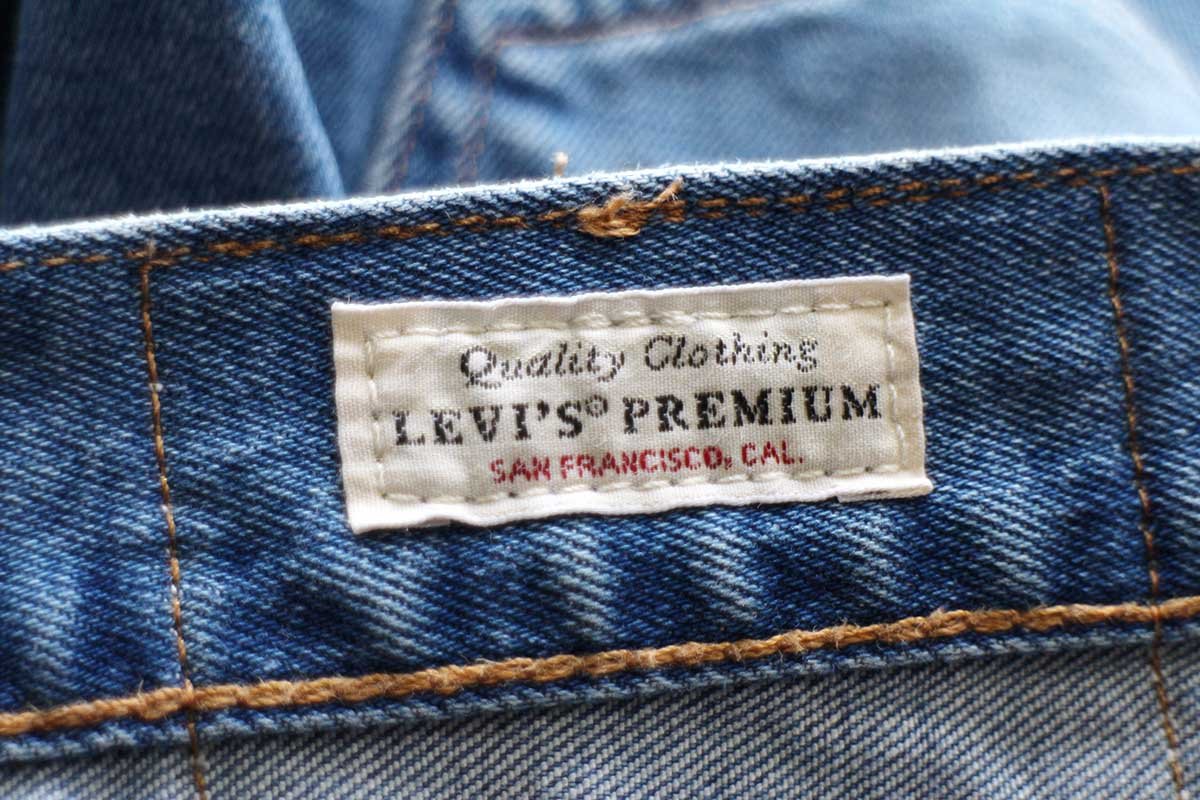 Quality Clothing
LEVI'S® PREMIUM
SAN FRANCISCO, CAL.